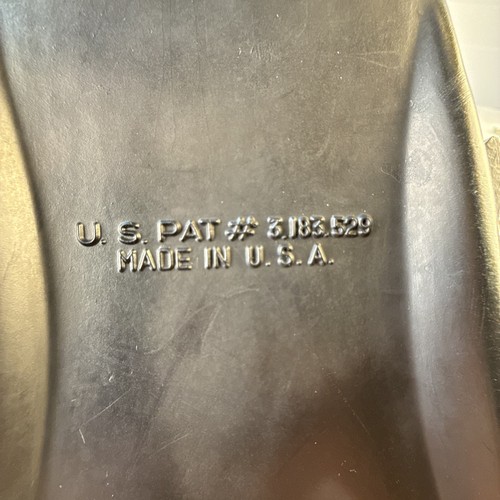 U. S. PAT # 3,183,529
MADE IN U. S. A.